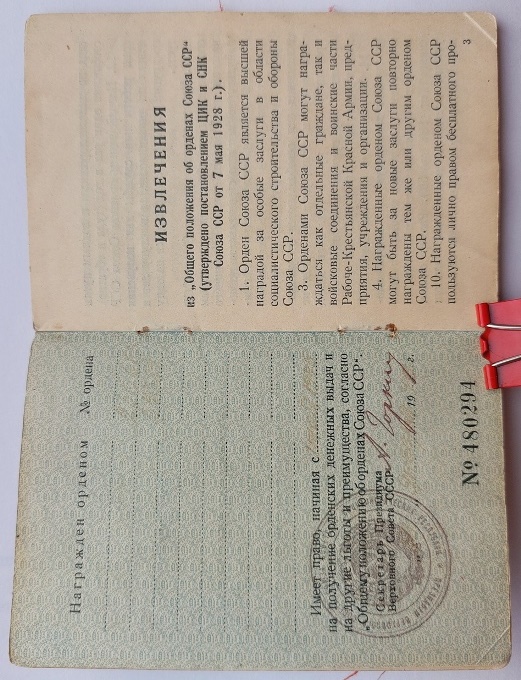 Награжден орденом № ордена
Имеет право, начиная с
на получение орденских денежных выдач и
на другие льготы и преимущества, согласно
„Общему положению об орденах Союза ССР“.
Секретарь Президиума
Верховного Совета СССР
А. Горкин
19 г.
№ 480294
ИЗВЛЕЧЕНИЯ
из „Общего положения об орденах Союза ССР“
(утверждено постановлением ЦИК и СНК
Союза ССР от 7 мая 1928 г.).
1. Орден Союза ССР является высшей
наградой за особые заслуги в области
социалистического строительства и обороны
Союза ССР.
3. Орденами Союза ССР могут награ-
ждаться как отдельные граждане, так и
войсковые соединения и воинские части
Рабоче-Крестьянской Красной Армии, пред-
приятия, учреждения и организации.
4. Награжденные орденом Союза ССР
могут быть за новые заслуги повторно
награждены тем же или другим орденом
Союза ССР.
10. Награжденные орденом Союза ССР
пользуются лично правом бесплатного про-
3